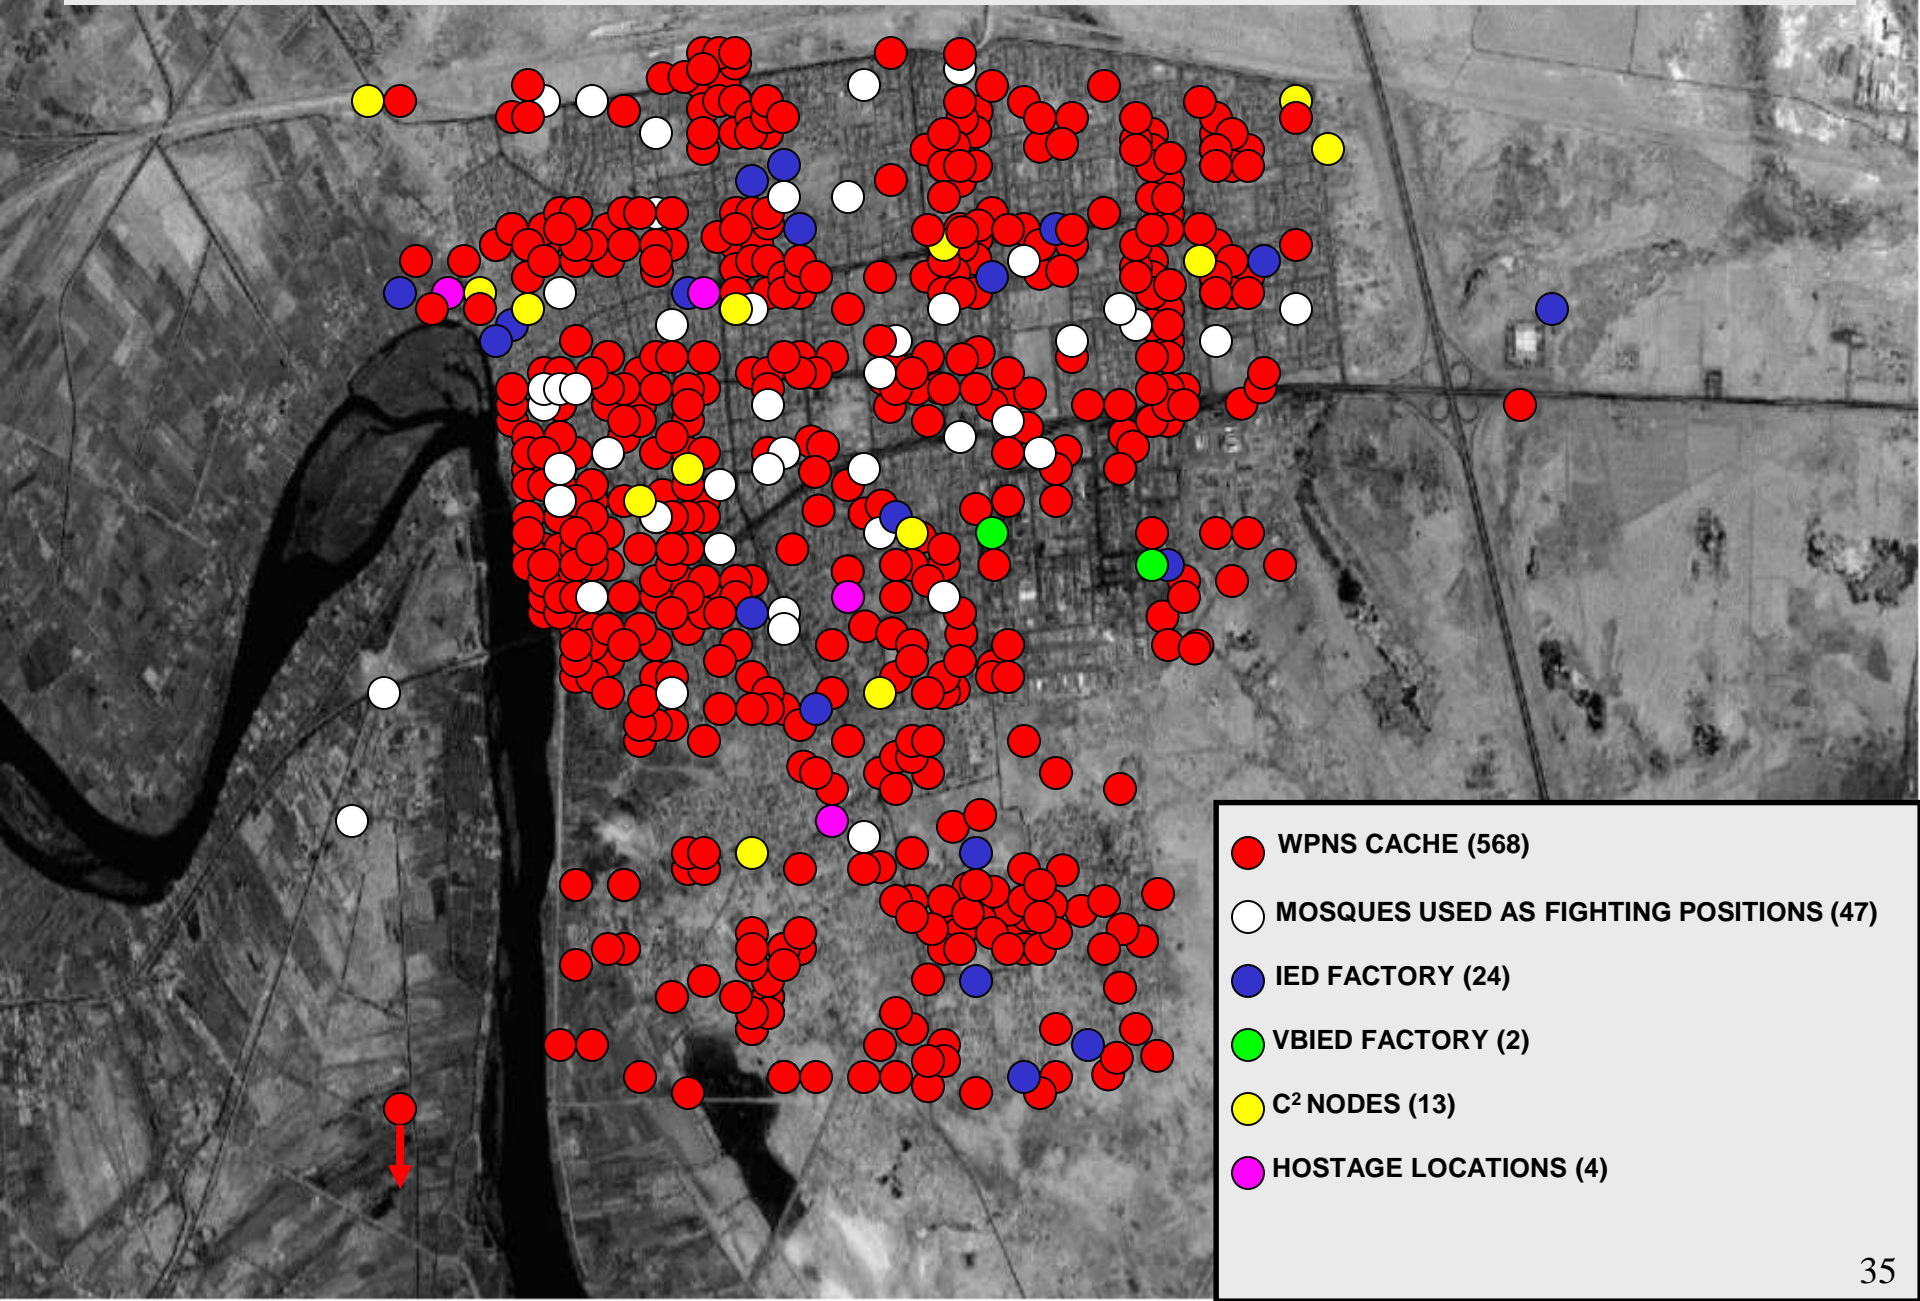 WPNS CACHE (568)
MOSQUES USED AS FIGHTING POSITIONS (47)
IED FACTORY (24)
VBIED FACTORY (2)
C² NODES (13)
HOSTAGE LOCATIONS (4)
35